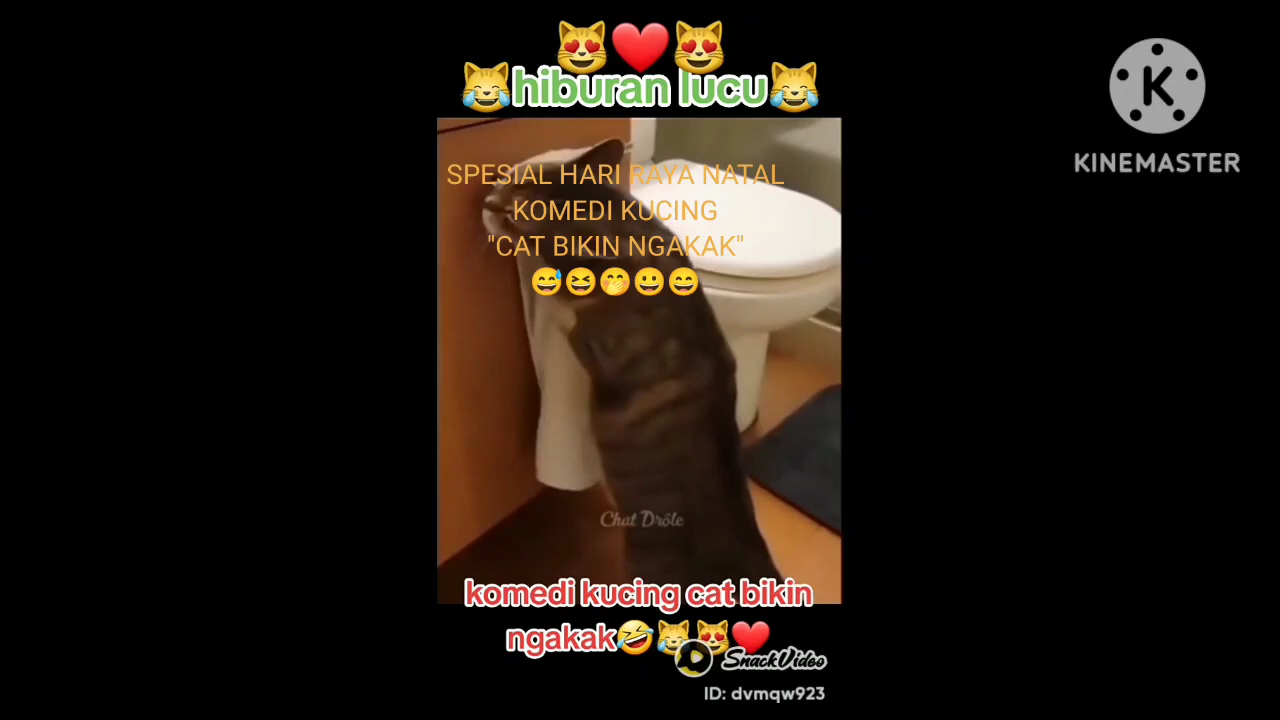 😻❤️😻
😹hiburan lucu😹
KINEMASTER
SPESIAL HARI RAYA NATAL
KOMEDI KUCING
"CAT BIKIN NGAKAK"
😅😆🤭😀😄
Chat Drôle
komedi kucing cat bikin
ngakak🤣😹😻❤️
SnackVideo
ID: dvmqw923